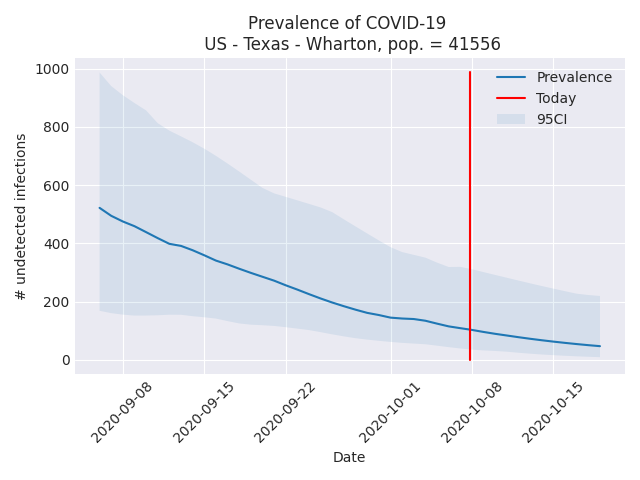 Prevalence of COVID-19
US - Texas - Wharton, pop. = 41556
Prevalence
Today
95CI
# undetected infections
1000
800
600
400
200
0
2020-09-08
2020-09-15
2020-09-22
2020-10-01
2020-10-08
2020-10-15
Date